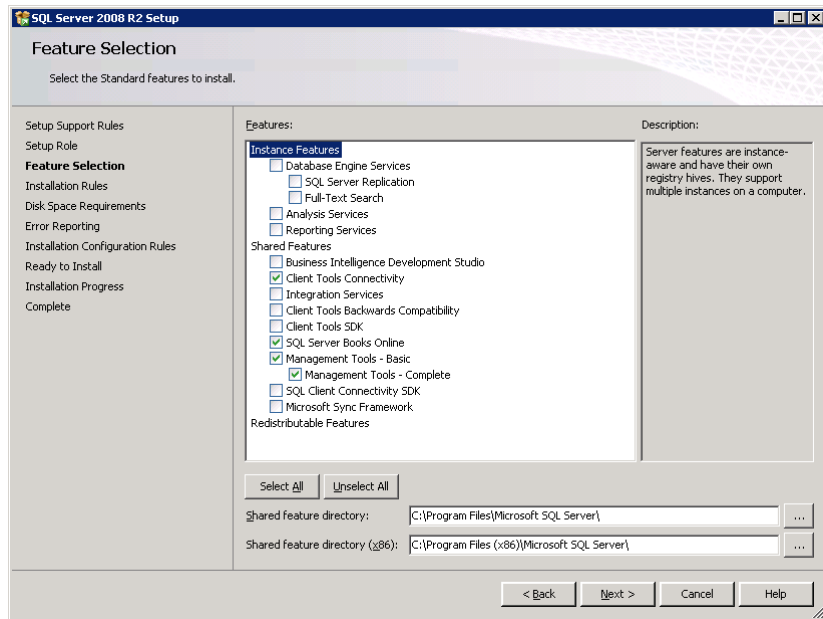 SQL Server 2008 R2 Setup
Feature Selection
Select the Standard features to install.
Setup Support Rules
Setup Role
Feature Selection
Installation Rules
Disk Space Requirements
Error Reporting
Installation Configuration Rules
Ready to Install
Installation Progress
Complete
Features:
Instance Features
Database Engine Services
SQL Server Replication
Full-Text Search
Analysis Services
Reporting Services
Shared Features
Business Intelligence Development Studio
Client Tools Connectivity
Integration Services
Client Tools Backwards Compatibility
Client Tools SDK
SQL Server Books Online
Management Tools - Basic
Management Tools - Complete
SQL Client Connectivity SDK
Microsoft Sync Framework
Redistributable Features
Description:
Server features are instance-
aware and have their own
registry hives. They support
multiple instances on a computer.
Select All
Unselect All
Shared feature directory:
C:\Program Files\Microsoft SQL Server\
...
Shared feature directory (x86):
C:\Program Files (x86)\Microsoft SQL Server\
...
< Back
Next >
Cancel
Help